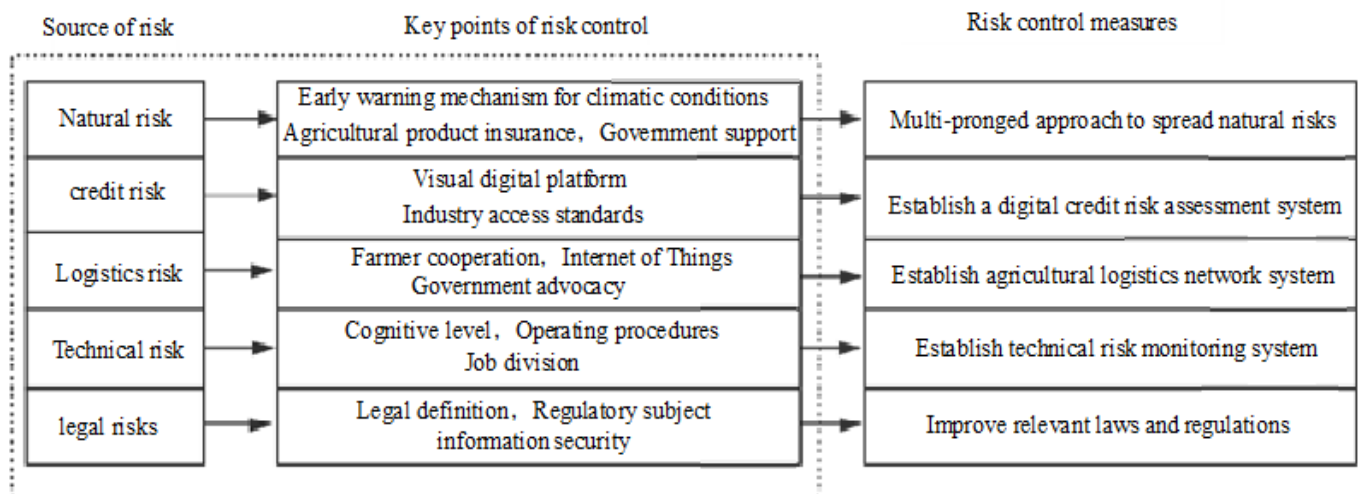 Source of risk
Key points of risk control
Risk control measures
Natural risk
Early warning mechanism for climatic conditions
Agricultural product insurance, Government support
Multi-pronged approach to spread natural risks
credit risk
Visual digital platform
Industry access standards
Establish a digital credit risk assessment system
Logistics risk
Farmer cooperation, Internet of Things
Government advocacy
Establish agricultural logistics network system
Technical risk
Cognitive level, Operating procedures
Job division
Establish technical risk monitoring system
legal risks
Legal definition, Regulatory subject
information security
Improve relevant laws and regulations